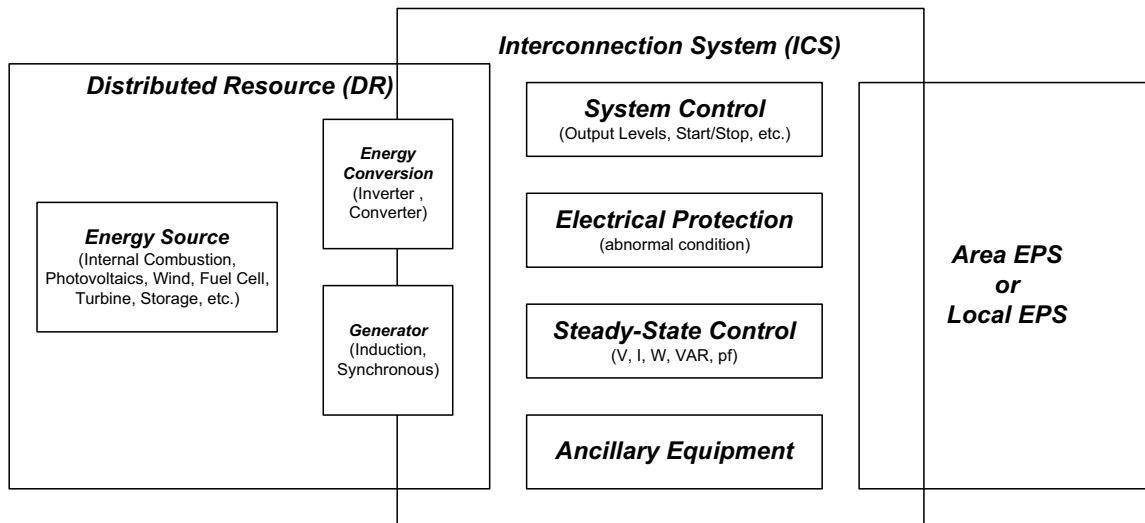 Interconnection System (ICS)
Distributed Resource (DR)
Energy Source
(Internal Combustion,
Photovoltaics, Wind, Fuel Cell,
Turbine, Storage, etc.)
Energy
Conversion
(Inverter ,
Converter)
Generator
(Induction,
Synchronous)
System Control
(Output Levels, Start/Stop, etc.)
Electrical Protection
(abnormal condition)
Steady-State Control
(V, I, W, VAR, pf)
Ancillary Equipment
Area EPS
or
Local EPS